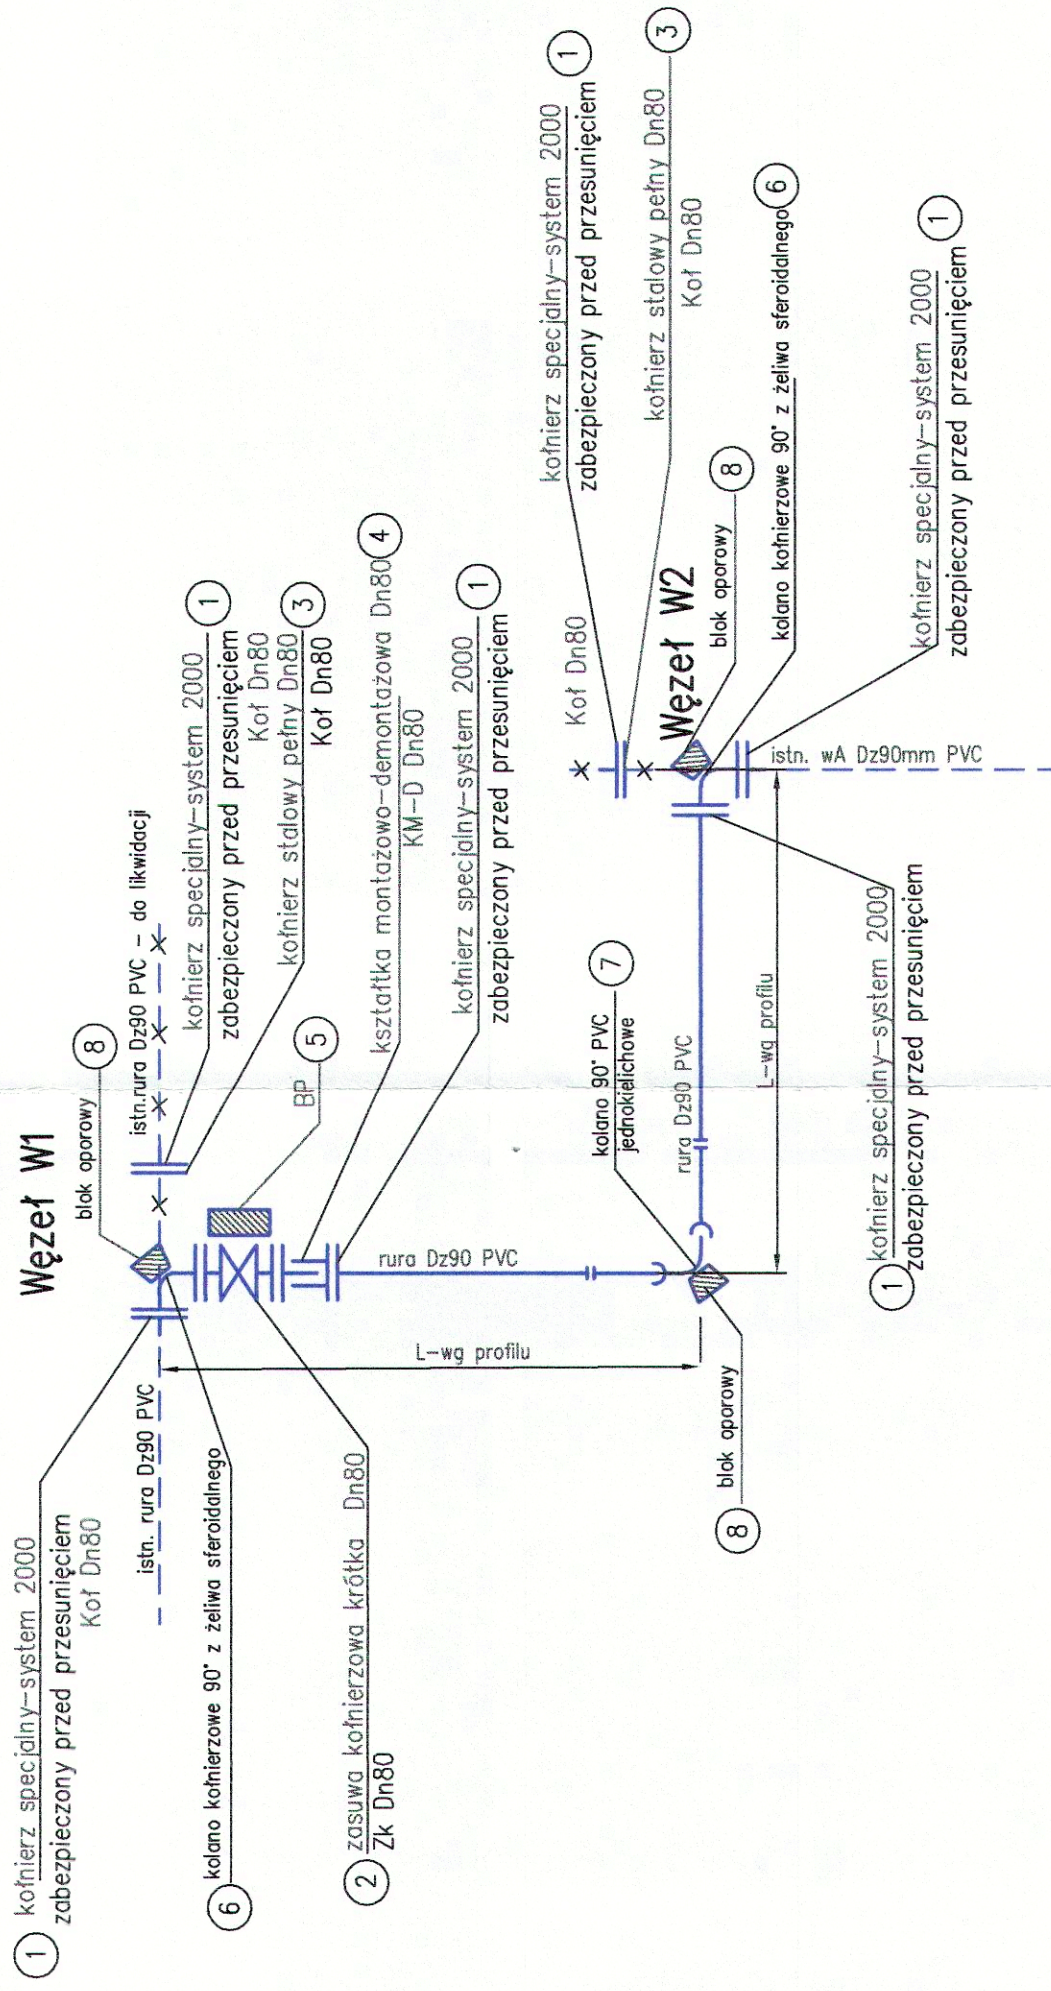 Węzeł W1
1
kołnierz specjalny-system 2000
zabezpieczony przed przesunięciem
Koł Dn80
istn. rura Dz90 PVC
6
kolano kołnierzowe 90° z żeliwa sferoidalnego
2
zasuwa kołnierzowa krótka Dn80
Zk Dn80
8
blok oporowy
istn.rura Dz90 PVC - do likwidacji
kołnierz specjalny-system 2000
1
zabezpieczony przed przesunięciem
Koł Dn80
kołnierz stalowy pełny Dn80
3
Koł Dn80
BP
5
kształtka montażowo-demontażowa Dn80
4
KM-D Dn80
kołnierz specjalny-system 2000
1
zabezpieczony przed przesunięciem
rura Dz90 PVC
L-wg profilu
8
blok oporowy
kolano 90° PVC
jednokielichowe
7
rura Dz90 PVC
L-wg profilu
1
kołnierz specjalny-system 2000
zabezpieczony przed przesunięciem
Węzeł W2
Koł Dn80
kołnierz specjalny-system 2000
1
zabezpieczony przed przesunięciem
kołnierz stalowy pełny Dn80
3
Koł Dn80
blok oporowy
8
kolano kołnierzowe 90° z żeliwa sferoidalnego
6
istn. wA Dz90mm PVC
kołnierz specjalny-system 2000
1
zabezpieczony przed przesunięciem